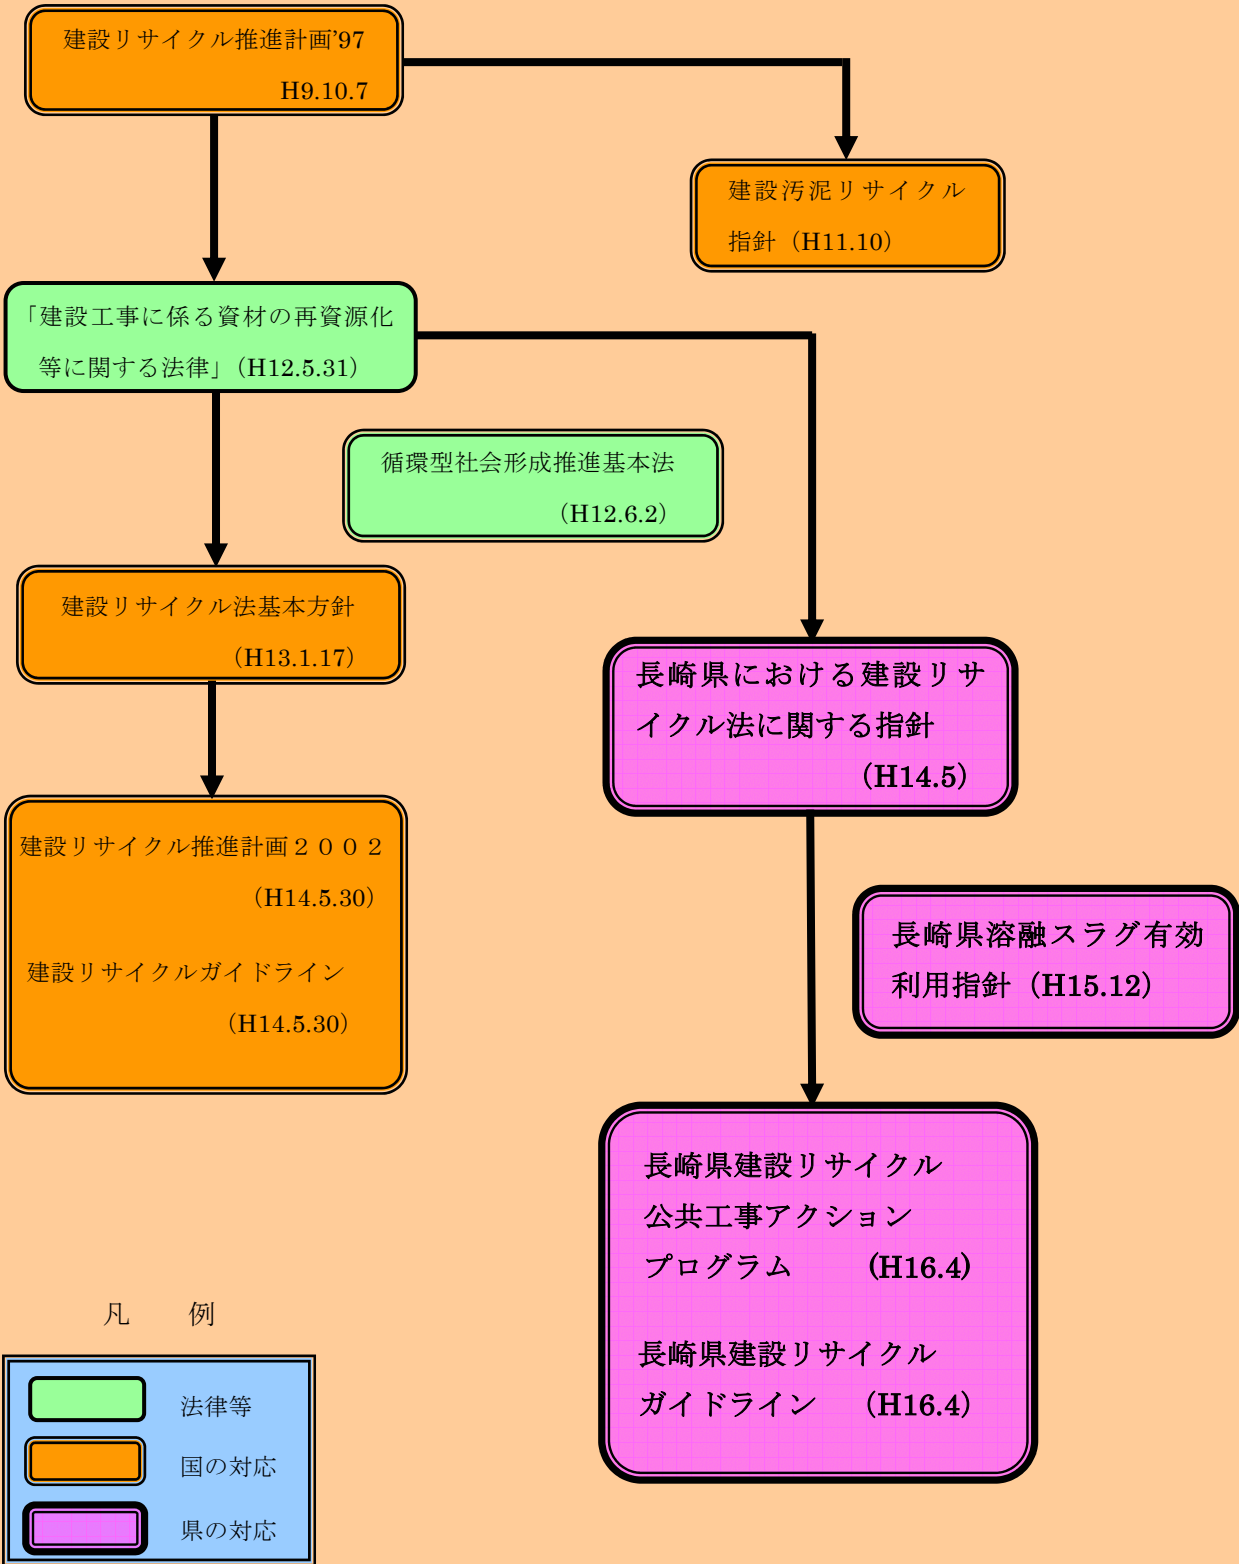 建設リサイクル推進計画’97
H9.10.7
建設汚泥リサイクル
指針（H11.10）
「建設工事に係る資材の再資源化
等に関する法律」（H12.5.31）
循環型社会形成推進基本法
（H12.6.2）
建設リサイクル法基本方針
（H13.1.17）
長崎県における建設リサ
イクル法に関する指針
（H14.5）
建設リサイクル推進計画２００２
（H14.5.30）
建設リサイクルガイドライン
（H14.5.30）
長崎県溶融スラグ有効
利用指針（H15.12）
長崎県建設リサイクル
公共工事アクション
プログラム　　（H16.4）
長崎県建設リサイクル
ガイドライン　（H16.4）
凡　例
法律等
国の対応
県の対応